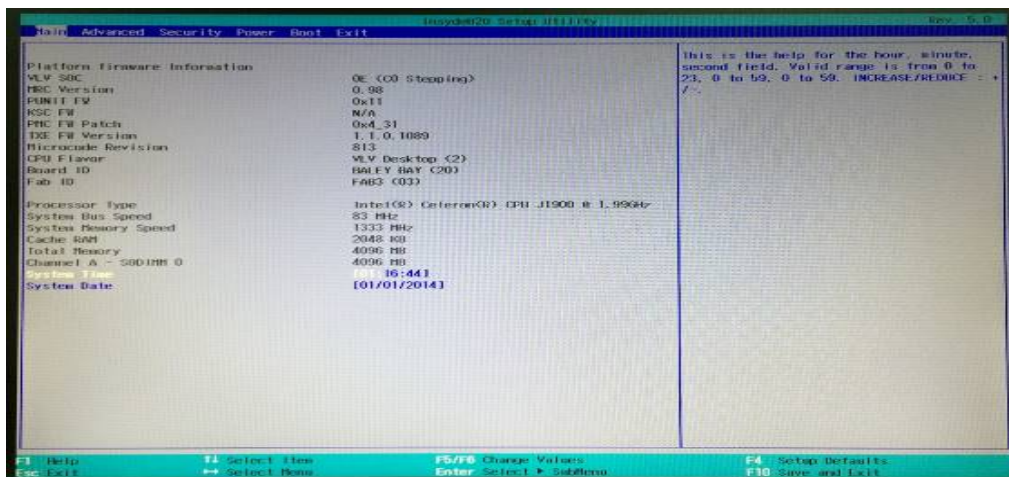 InsydeH20 Setup Utility Rev. 5.0
Main Advanced Security Power Boot Exit
Platform Firmware Information
VLV SOC 0E (C0 Stepping)
MRC Version 0.98
PUNIT FW 0x11
KSC FW N/A
PMC FW Patch 0x4_31
TXE FW Version 1.1.0.1089
Microcode Revision 813
CPU Flavor VLV Desktop (2)
Board ID BALEY BAY (20)
Fab ID FAB3 (03)
Processor Type Intel(R) Celeron(R) CPU J1900 @ 1.99GHz
System Bus Speed 83 MHz
System Memory Speed 1333 MHz
Cache RAM 2048 KB
Total Memory 4096 MB
Channel A - SODIMM 0 4096 MB
System Time [01:16:44]
System Date [01/01/2014]
This is the help for the hour, minute,
second field. Valid range is from 0 to
23, 0 to 59, 0 to 59. INCREASE/REDUCE : +
/-.
F1 Help ↑↓ Select Item F5/F6 Change Values F4 Setup Defaults
Esc Exit ↔ Select Menu Enter Select ▶ SubMenu F10 Save and Exit